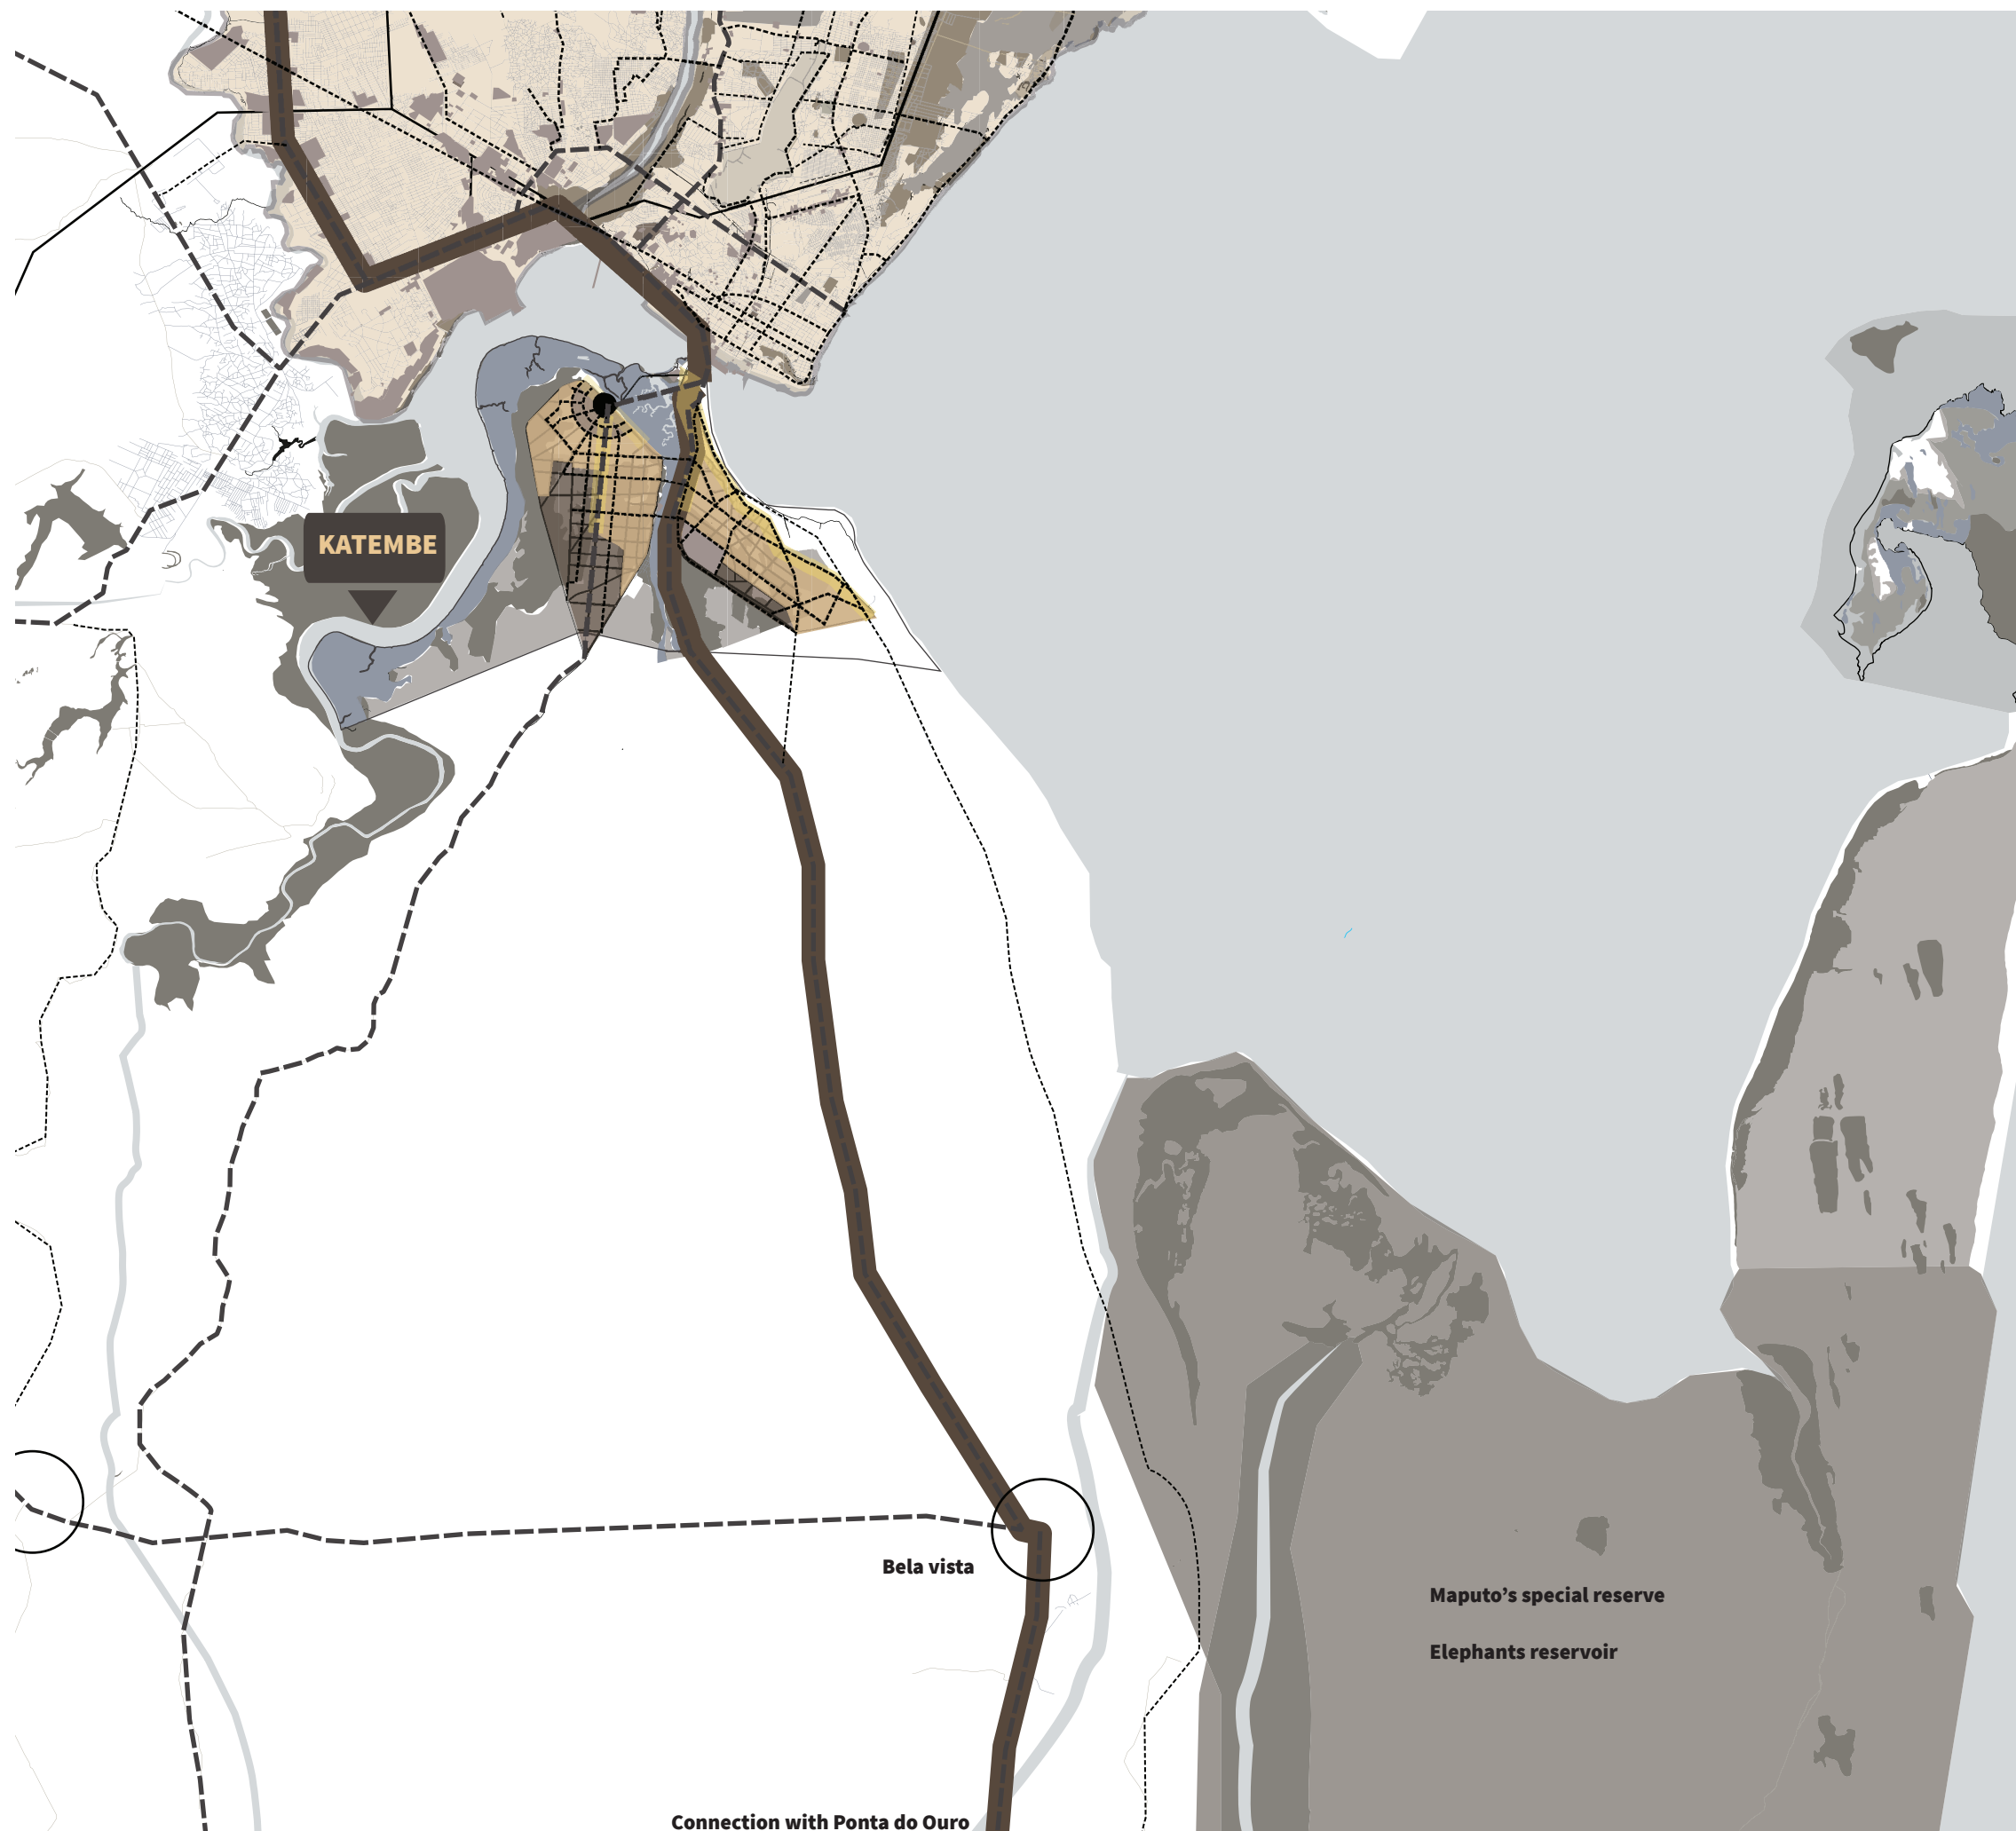 KATEMBE
Bela vista
Maputo’s special reserve
Elephants reservoir
Connection with Ponta do Ouro